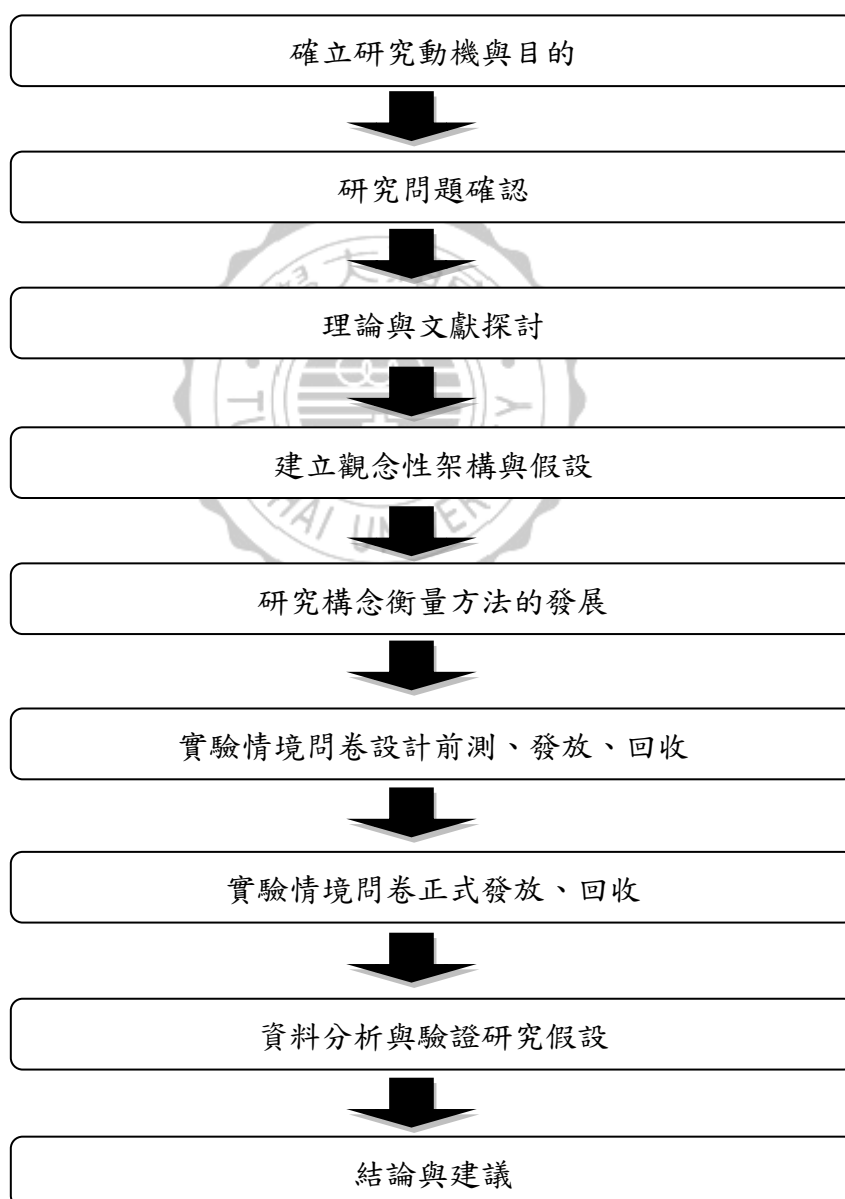 確立研究動機與目的
研究問題確認
理論與文獻探討
建立觀念性架構與假設
HAI UNIVER
研究構念衡量方法的發展
實驗情境問卷設計前測、發放、回收
實驗情境問卷正式發放、回收
資料分析與驗證研究假設
結論與建議